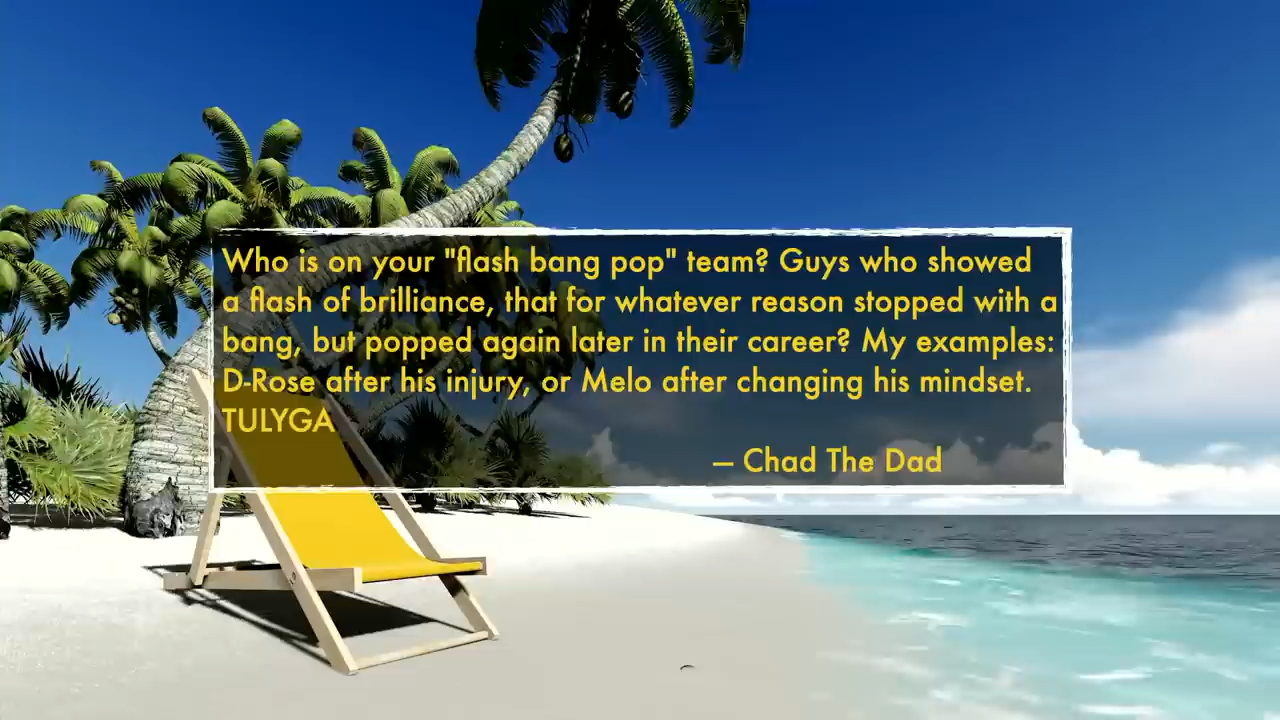 Who is on your "flash bang pop" team? Guys who showed
a flash of brilliance, that for whatever reason stopped with a
bang, but popped again later in their career? My examples:
D-Rose after his injury, or Melo after changing his mindset.
TULYGA
– Chad The Dad